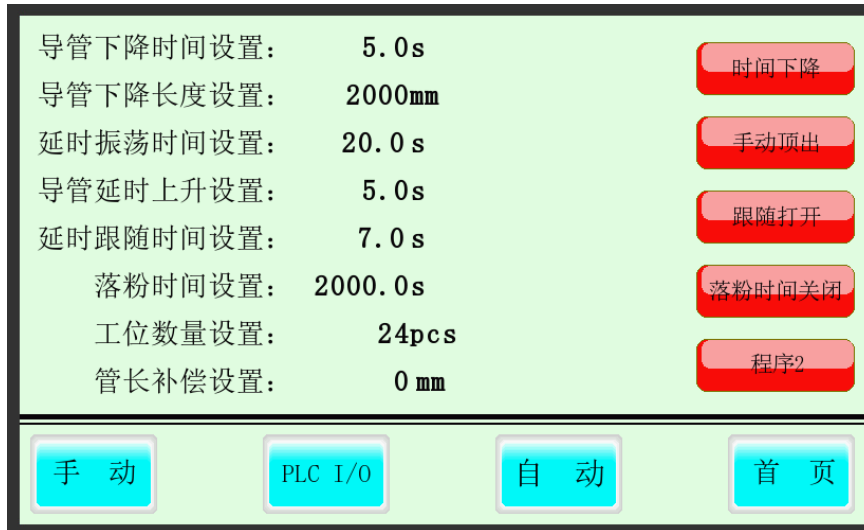 导管下降时间设置： 5.0s
时间下降
导管下降长度设置： 2000mm
延时振荡时间设置： 20.0s
手动顶出
导管延时上升设置： 5.0s
跟随打开
延时跟随时间设置： 7.0s
落粉时间设置： 2000.0s
落粉时间关闭
工位数量设置： 24pcs
程序2
管长补偿设置： 0mm
手 动 PLC I/O 自 动 首 页